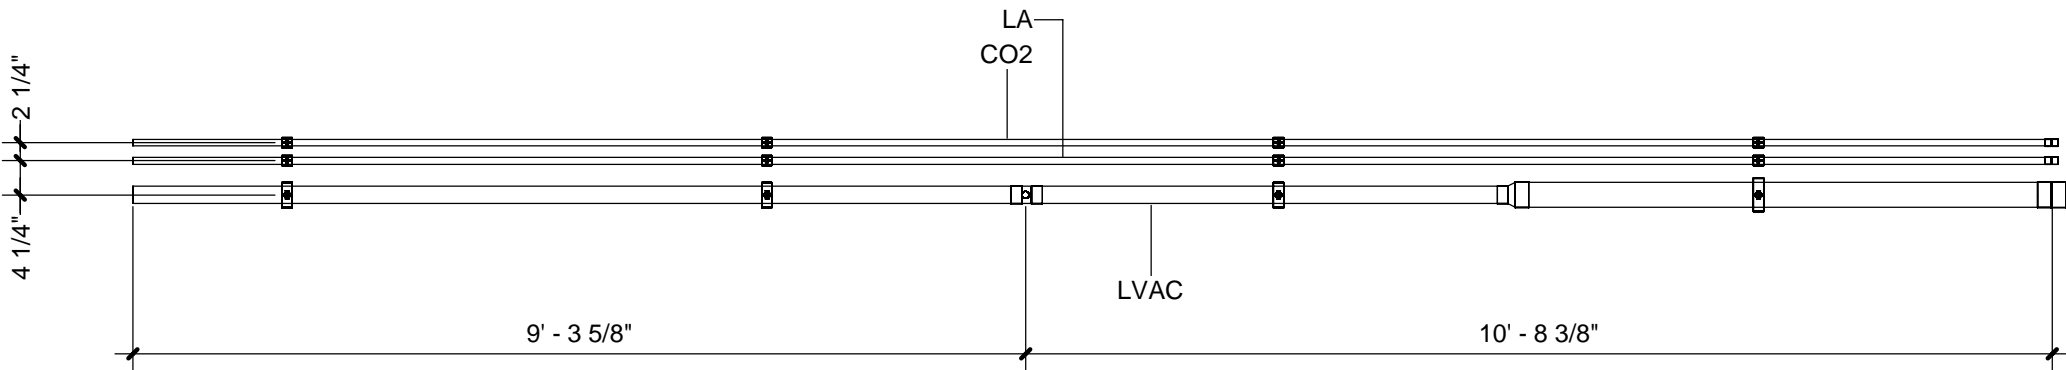 LA
CO2
2 1/4"
4 1/4"
LVAC
9' - 3 5/8"
10' - 8 3/8"